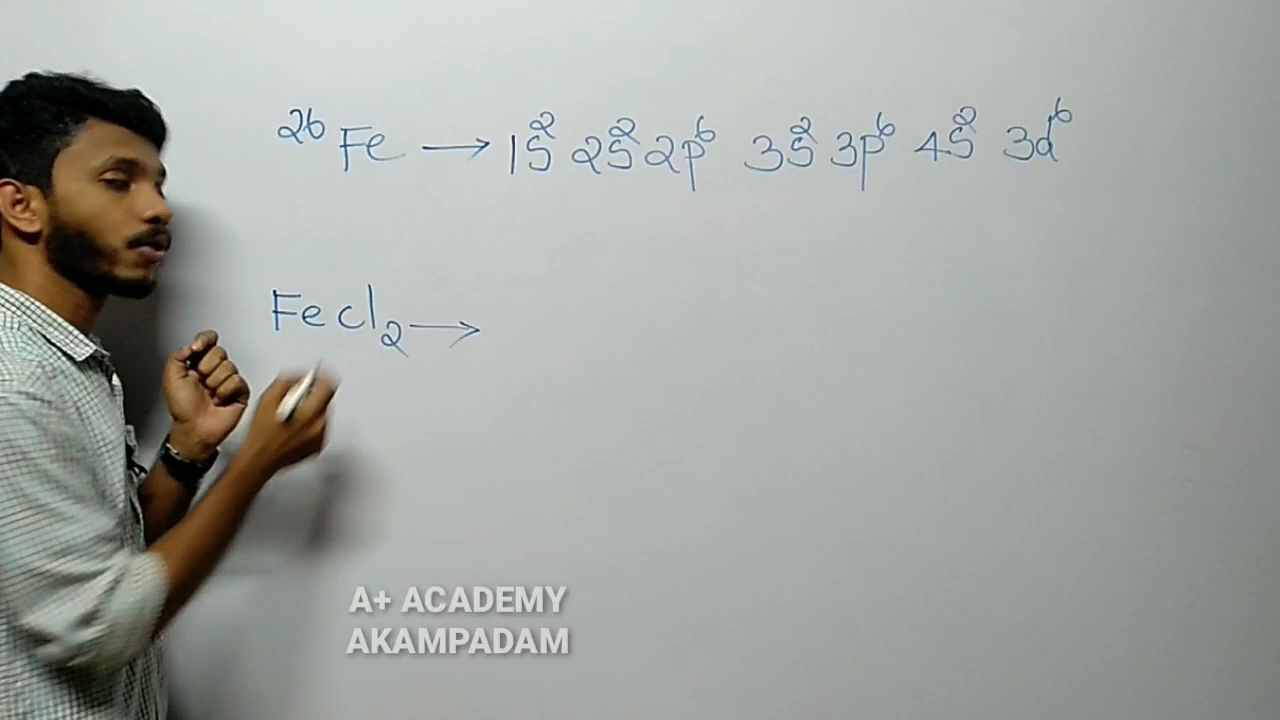 ²⁶Fe → 1S² 2S² 2p⁶ 3S² 3p⁶ 4S² 3d⁶
Fecl₂ →
A+ ACADEMY
AKAMPADAM